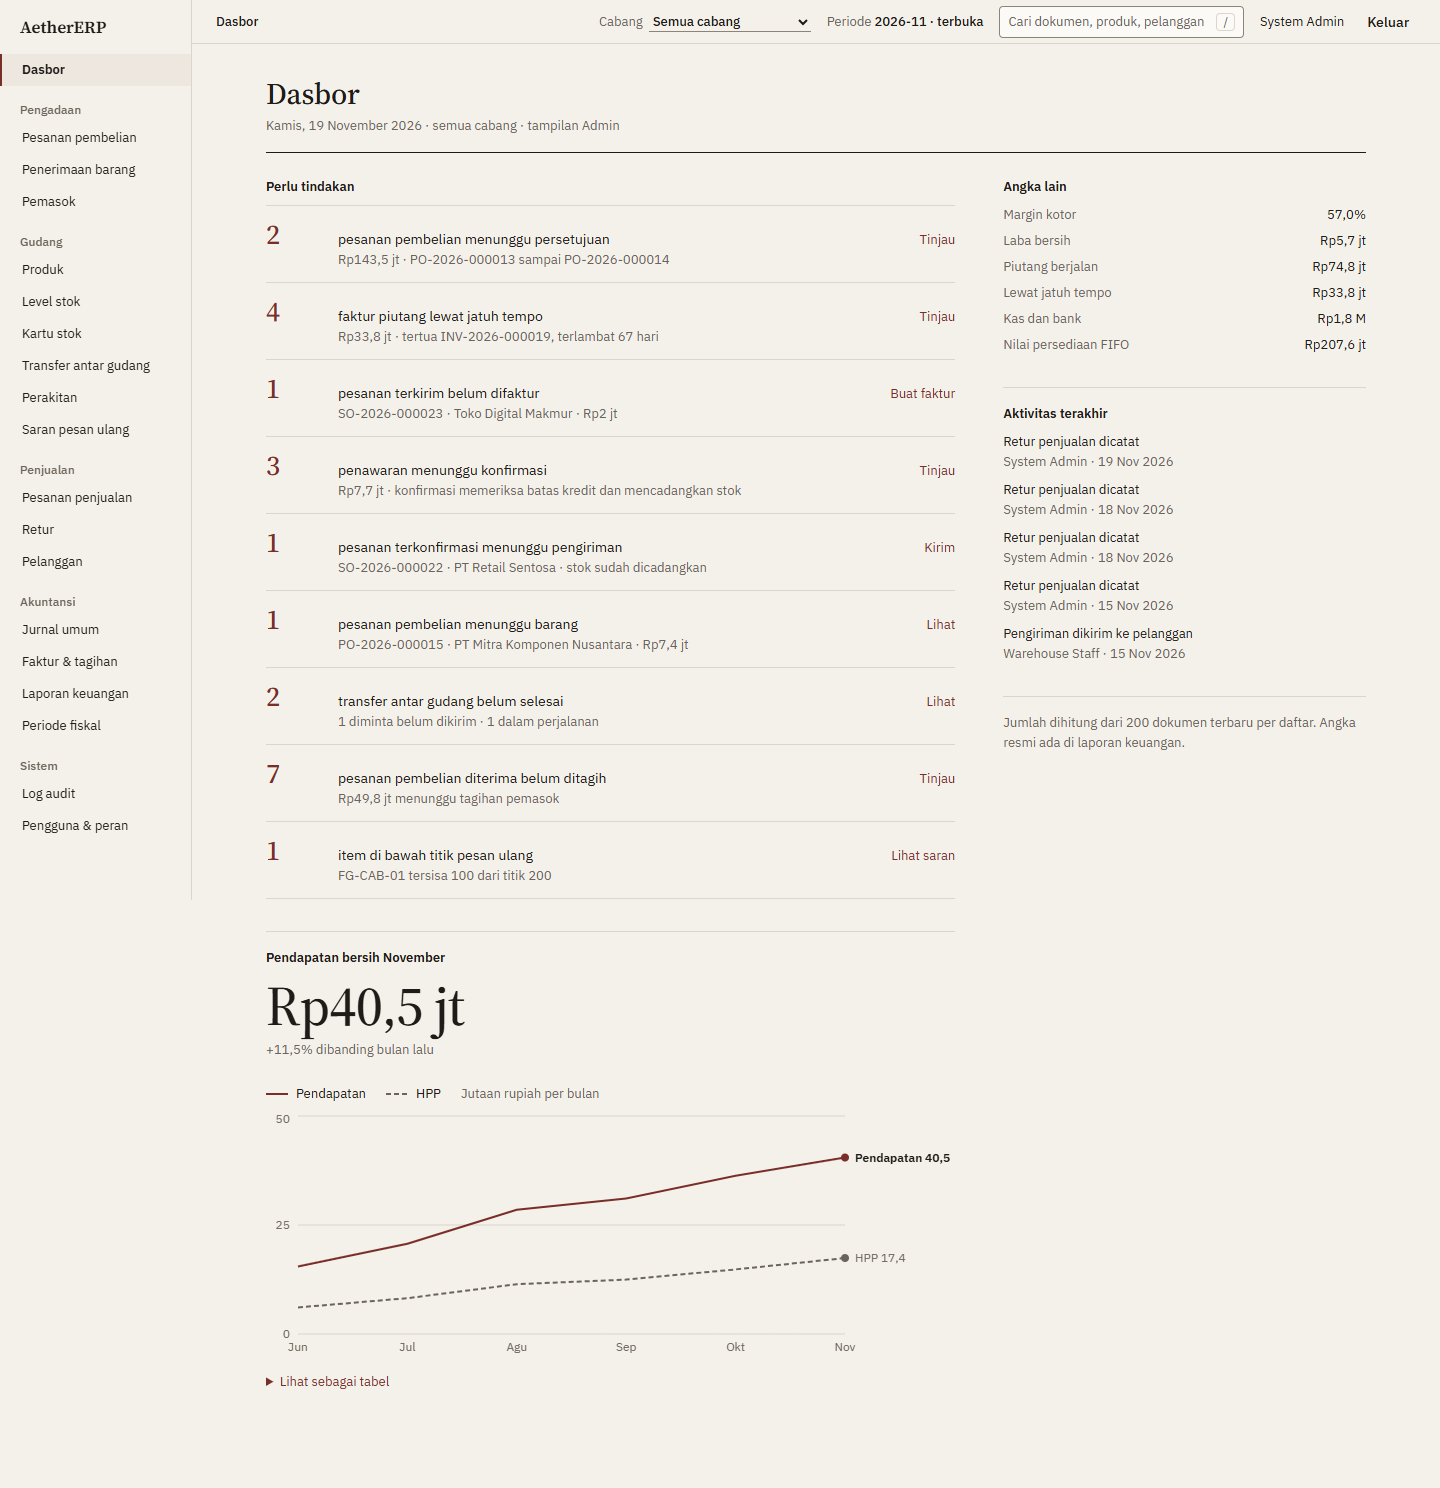 AetherERP
Dasbor
Pengadaan
Pesanan pembelian
Penerimaan barang
Pemasok
Gudang
Produk
Level stok
Kartu stok
Transfer antar gudang
Perakitan
Saran pesan ulang
Penjualan
Pesanan penjualan
Retur
Pelanggan
Akuntansi
Jurnal umum
Faktur & tagihan
Laporan keuangan
Periode fiskal
Sistem
Log audit
Pengguna & peran
Dasbor
Cabang Semua cabang
Periode 2026-11 · terbuka
Cari dokumen, produk, pelanggan /
System Admin
Keluar
Dasbor
Kamis, 19 November 2026 · semua cabang · tampilan Admin
Perlu tindakan
2 pesanan pembelian menunggu persetujuan Tinjau
Rp143,5 jt · PO-2026-000013 sampai PO-2026-000014
4 faktur piutang lewat jatuh tempo Tinjau
Rp33,8 jt · tertua INV-2026-000019, terlambat 67 hari
1 pesanan terkirim belum difaktur Buat faktur
SO-2026-000023 · Toko Digital Makmur · Rp2 jt
3 penawaran menunggu konfirmasi Tinjau
Rp7,7 jt · konfirmasi memeriksa batas kredit dan mencadangkan stok
1 pesanan terkonfirmasi menunggu pengiriman Kirim
SO-2026-000022 · PT Retail Sentosa · stok sudah dicadangkan
1 pesanan pembelian menunggu barang Lihat
PO-2026-000015 · PT Mitra Komponen Nusantara · Rp7,4 jt
2 transfer antar gudang belum selesai Lihat
1 diminta belum dikirim · 1 dalam perjalanan
7 pesanan pembelian diterima belum ditagih Tinjau
Rp49,8 jt menunggu tagihan pemasok
1 item di bawah titik pesan ulang Lihat saran
FG-CAB-01 tersisa 100 dari titik 200
Pendapatan bersih November
Rp40,5 jt
+11,5% dibanding bulan lalu
Pendapatan HPP Jutaan rupiah per bulan
50
Pendapatan 40,5
25
HPP 17,4
0
Jun Jul Agu Sep Okt Nov
Lihat sebagai tabel
Angka lain
Margin kotor 57,0%
Laba bersih Rp5,7 jt
Piutang berjalan Rp74,8 jt
Lewat jatuh tempo Rp33,8 jt
Kas dan bank Rp1,8 M
Nilai persediaan FIFO Rp207,6 jt
Aktivitas terakhir
Retur penjualan dicatat
System Admin · 19 Nov 2026
Retur penjualan dicatat
System Admin · 18 Nov 2026
Retur penjualan dicatat
System Admin · 18 Nov 2026
Retur penjualan dicatat
System Admin · 15 Nov 2026
Pengiriman dikirim ke pelanggan
Warehouse Staff · 15 Nov 2026
Jumlah dihitung dari 200 dokumen terbaru per daftar. Angka
resmi ada di laporan keuangan.